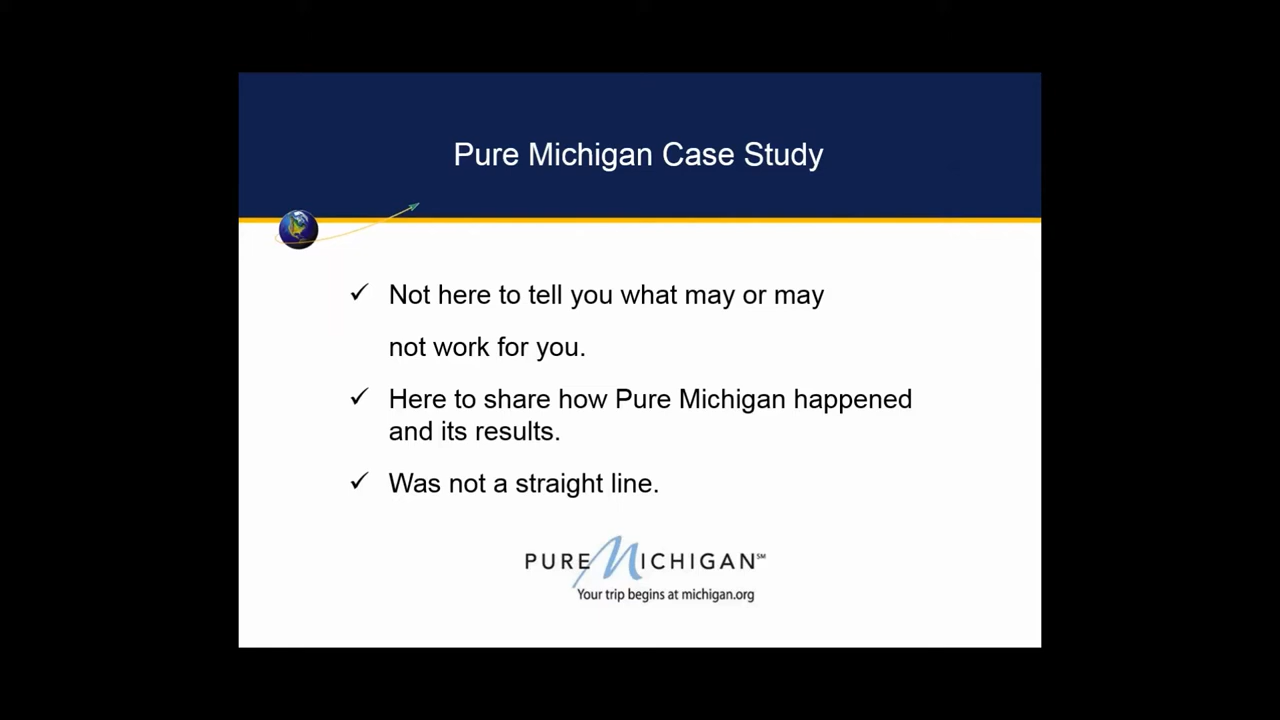 Pure Michigan Case Study
✓ Not here to tell you what may or may
not work for you.
✓ Here to share how Pure Michigan happened
and its results.
✓ Was not a straight line.
PURE MICHIGAN℠
Your trip begins at michigan.org